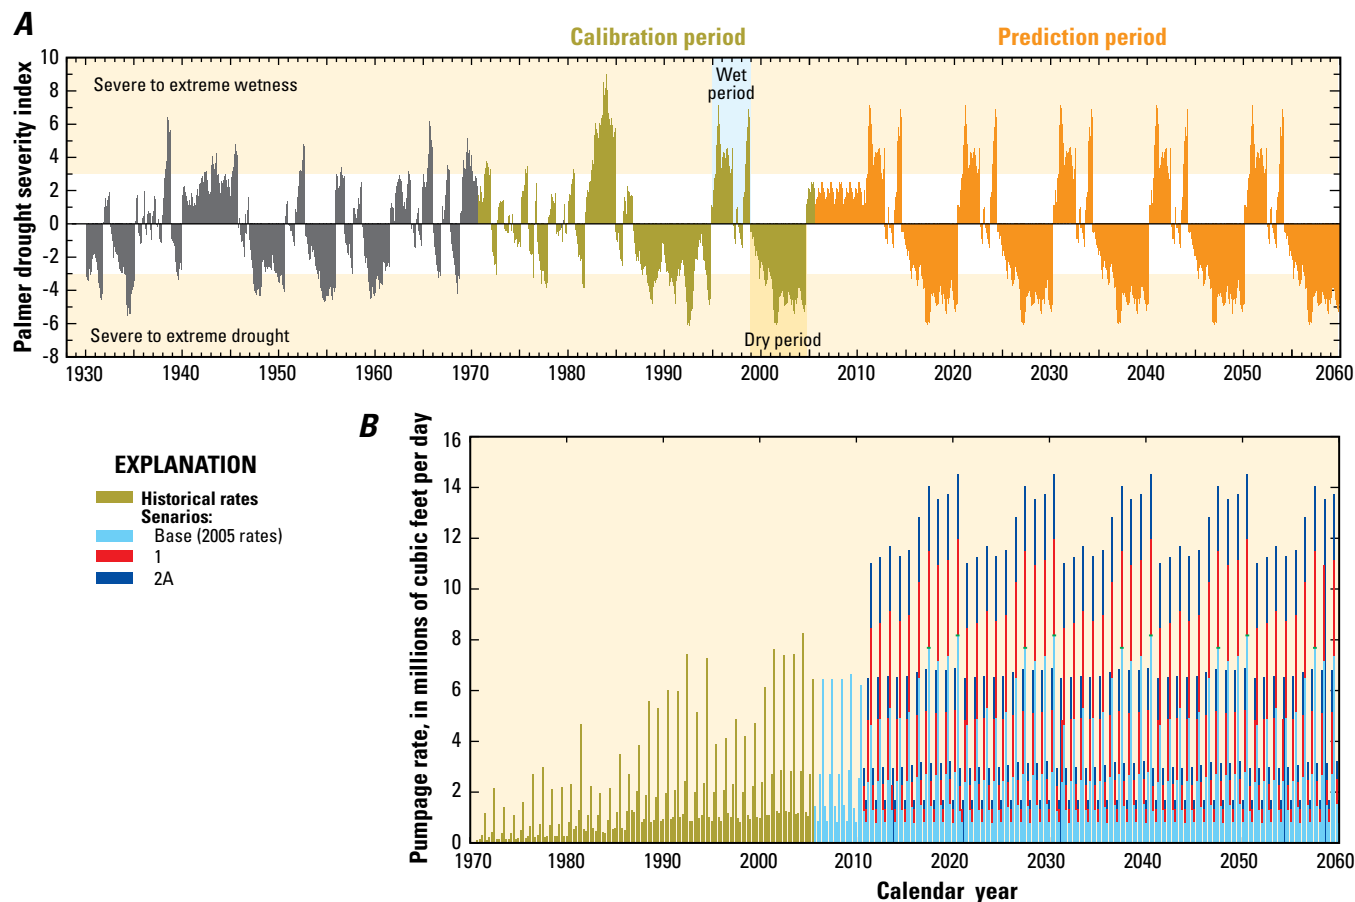 A
Calibration period
Prediction period
Palmer drought severity index
10
8
6
4
2
0
-2
-4
-6
-8
Severe to extreme wetness
Wet
period
Severe to extreme drought
Dry period
1930
1940
1950
1960
1970
1980
1990
2000
2010
2020
2030
2040
2050
2060
B
EXPLANATION
Historical rates
Senarios:
Base (2005 rates)
1
2A
Pumpage rate, in millions of cubic feet per day
16
14
12
10
8
6
4
2
0
1970
1980
1990
2000
2010
2020
2030
2040
2050
2060
Calendar year